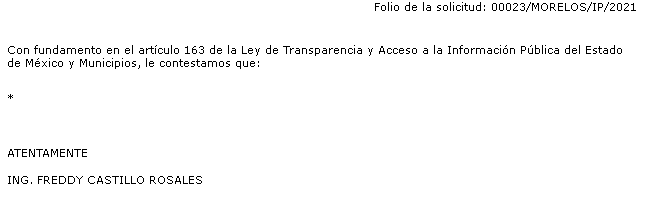 Folio de la solicitud: 00023/MORELOS/IP/2021
Con fundamento en el artículo 163 de la Ley de Transparencia y Acceso a la Información Pública del Estado
de México y Municipios, le contestamos que:
*
ATENTAMENTE
ING. FREDDY CASTILLO ROSALES